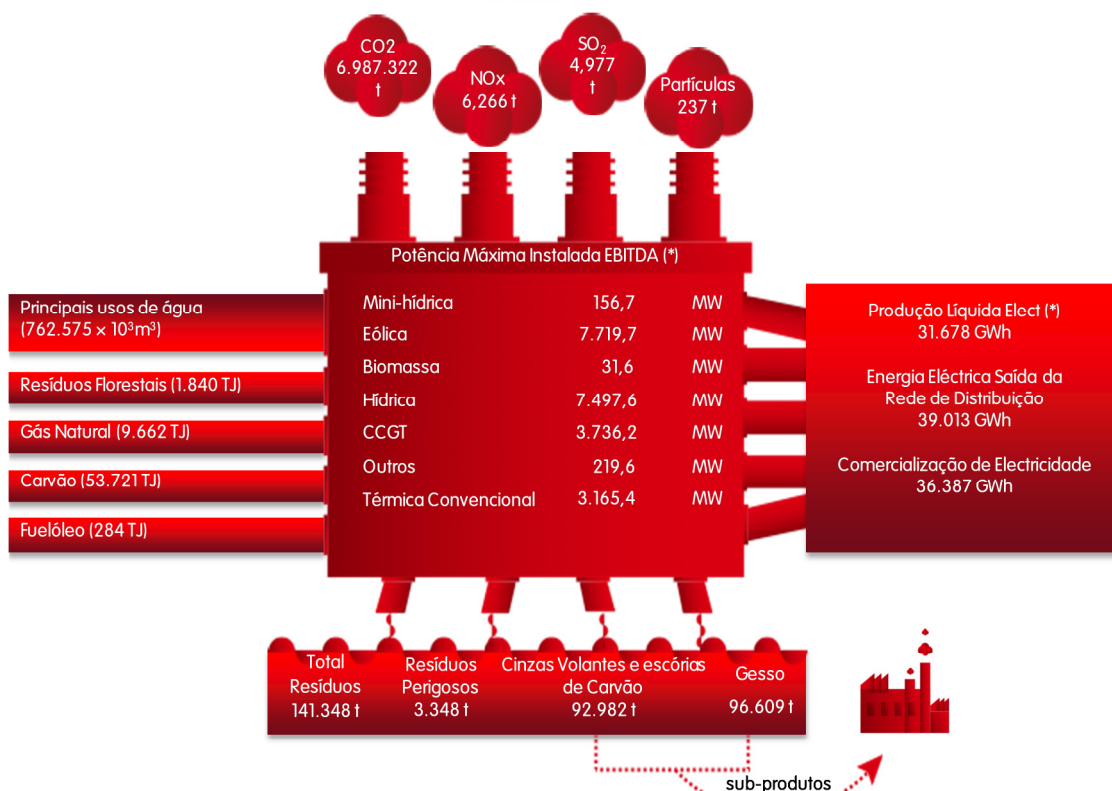 CO2
6.987.322
t
NOx
6,266 t
SO₂
4,977
t
Partículas
237 t
Potência Máxima Instalada EBITDA (*)
Mini-hídrica 156,7 MW
Eólica 7.719,7 MW
Biomassa 31,6 MW
Hídrica 7.497,6 MW
CCGT 3.736,2 MW
Outros 219,6 MW
Térmica Convencional 3.165,4 MW
Principais usos de água
(762.575 x 10³m³)
Resíduos Florestais (1.840 TJ)
Gás Natural (9.662 TJ)
Carvão (53.721 TJ)
Fuelóleo (284 TJ)
Produção Líquida Elect (*)
31.678 GWh
Energia Eléctrica Saída da
Rede de Distribuição
39.013 GWh
Comercialização de Electricidade
36.387 GWh
Total
Resíduos
141.348 t
Resíduos
Perigosos
3.348 t
Cinzas Volantes e escórias
de Carvão
92.982 t
Gesso
96.609 t
sub-produtos